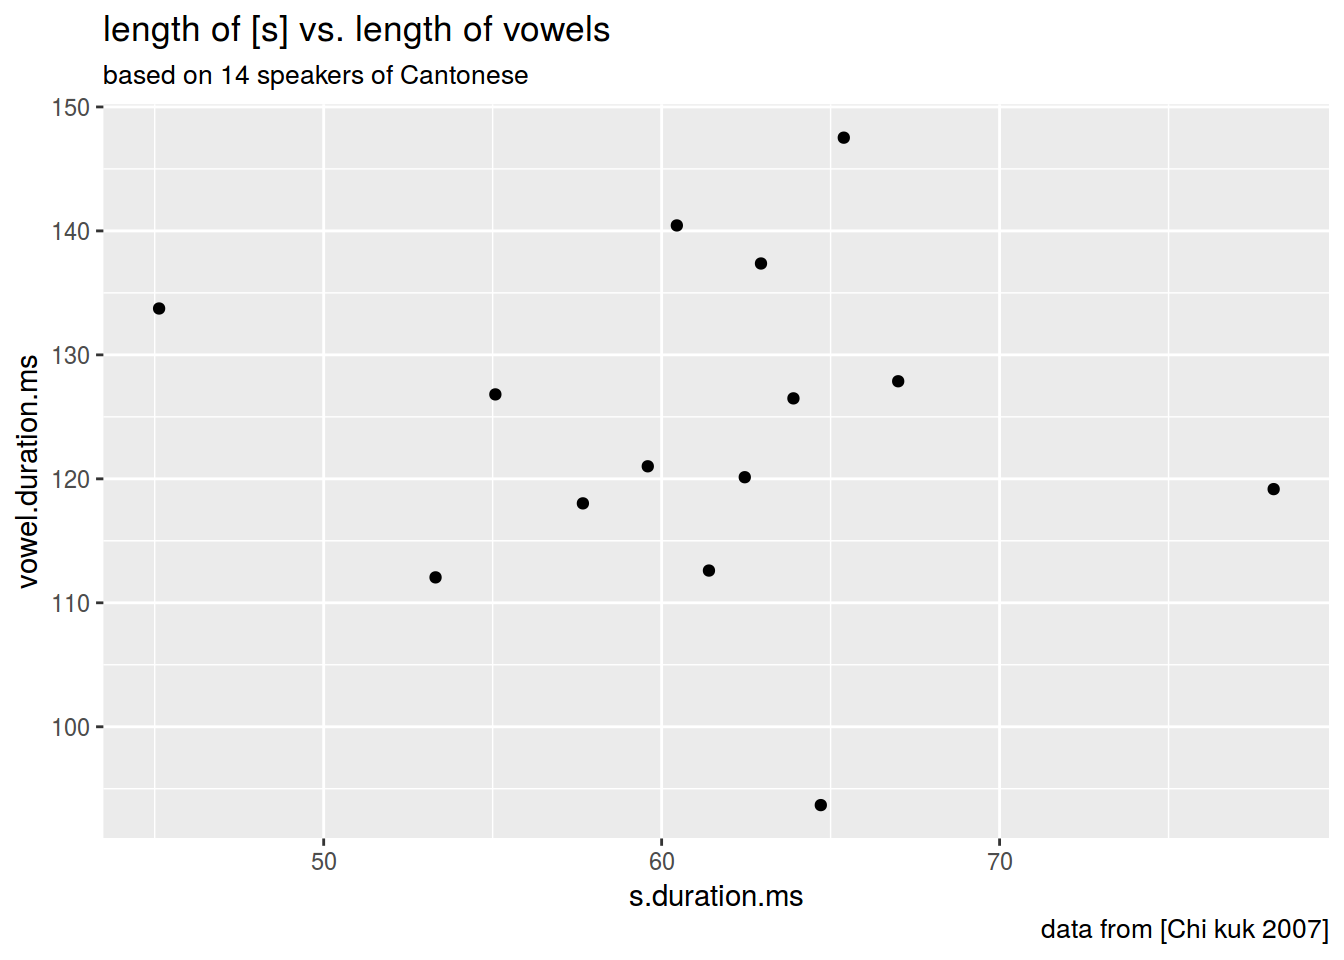 length of [s] vs. length of vowels
based on 14 speakers of Cantonese
150
140
130
120
110
100
vowel.duration.ms
50 60 70
s.duration.ms
data from [Chi kuk 2007]